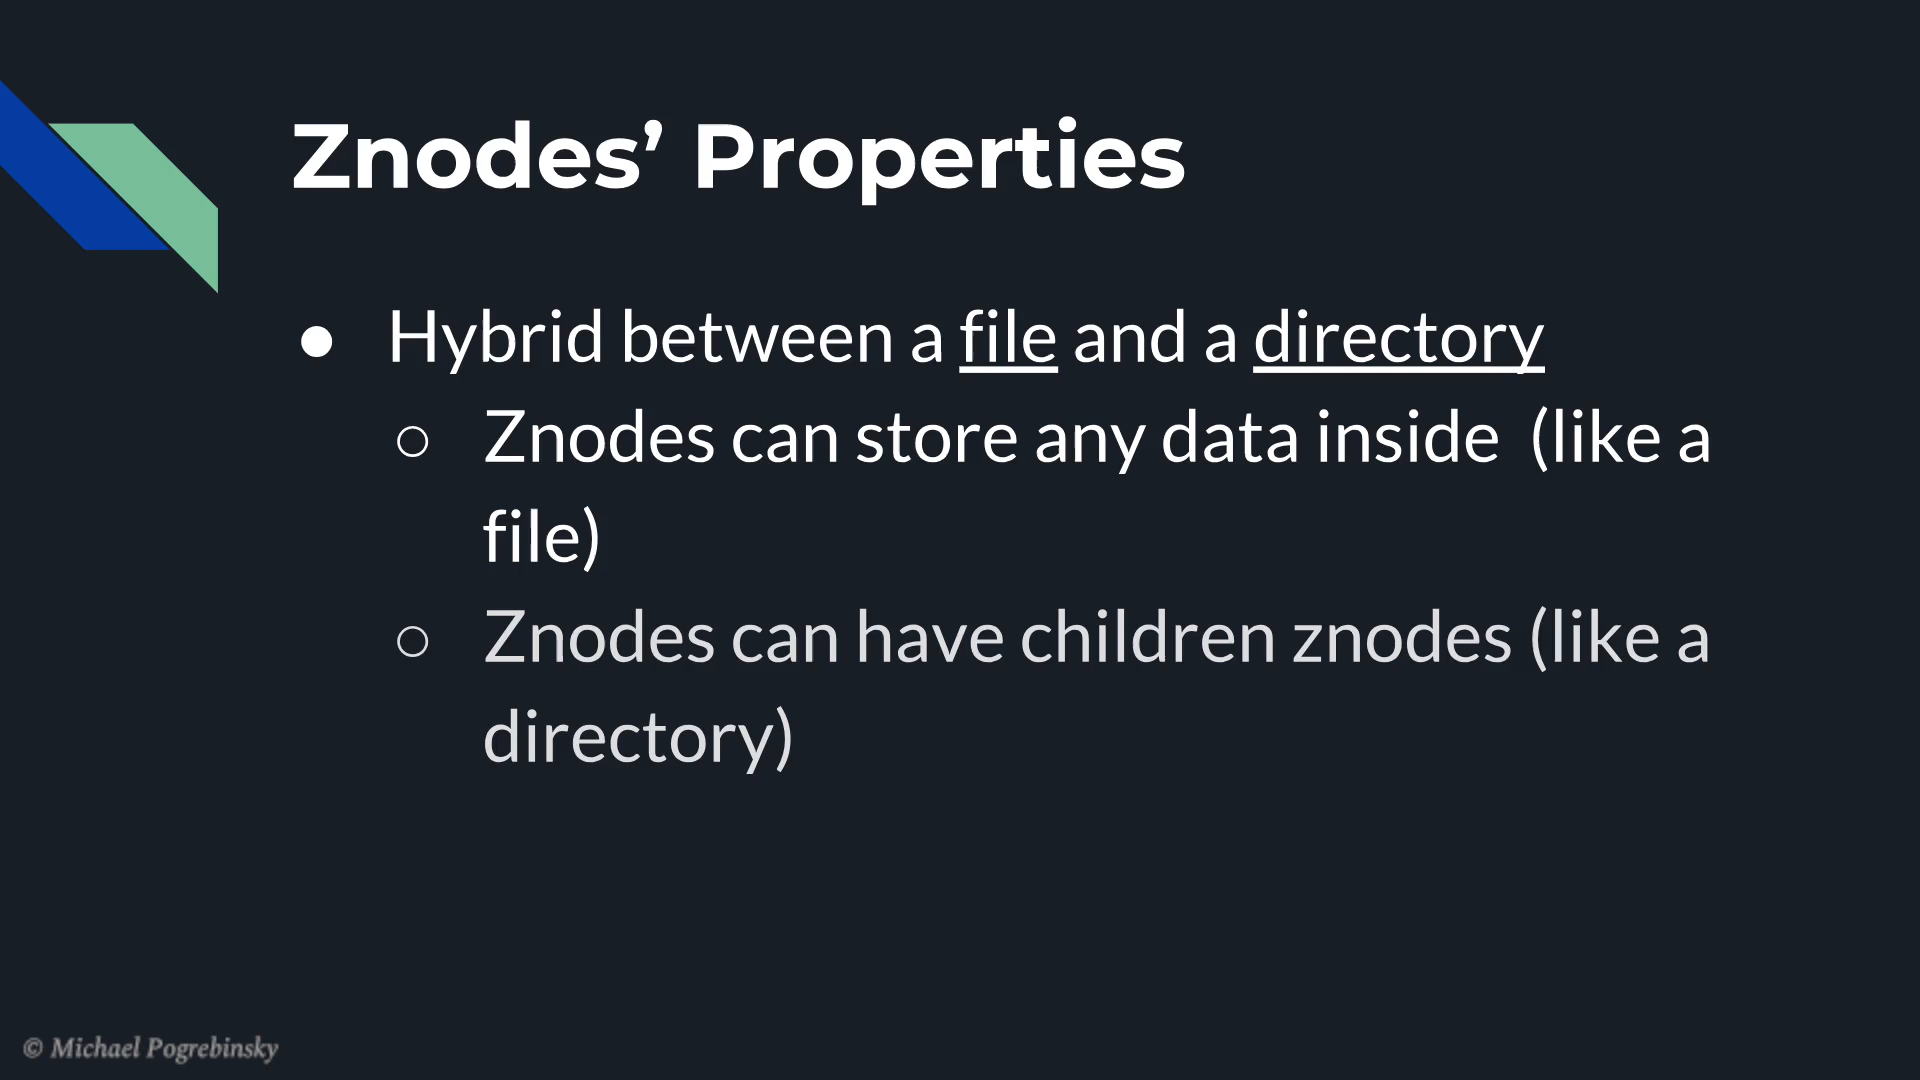 Znodes’ Properties
● Hybrid between a file and a directory
○ Znodes can store any data inside  (like a
file)
○ Znodes can have children znodes (like a
directory)
© Michael Pogrebinsky